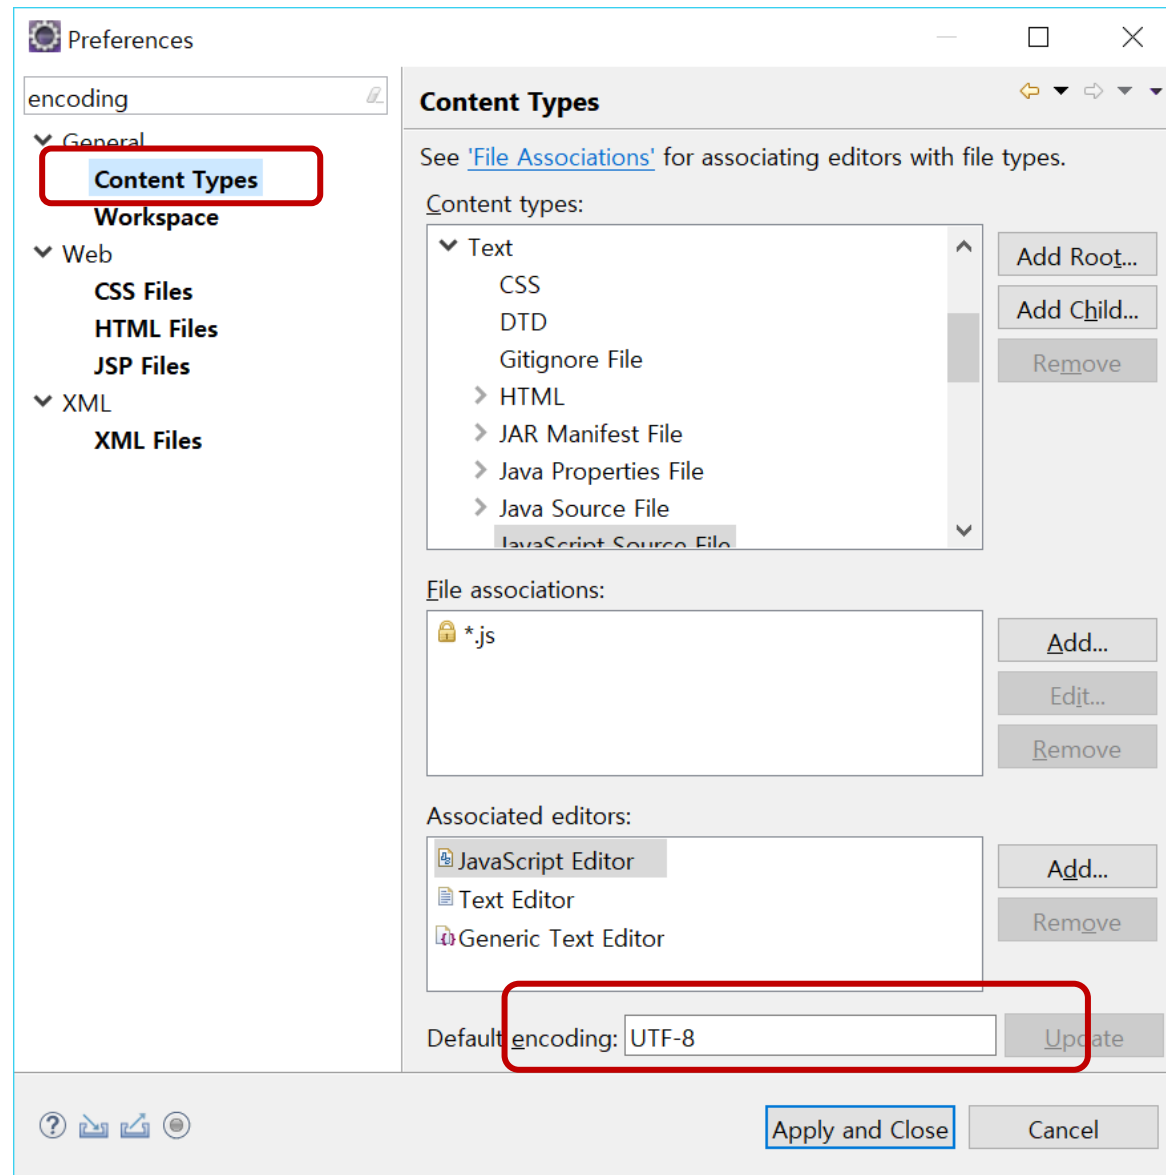 Preferences
encoding
General
Content Types
Workspace
Web
CSS Files
HTML Files
JSP Files
XML
XML Files
Content Types
See 'File Associations' for associating editors with file types.
Content types:
Text
CSS
DTD
Gitignore File
HTML
JAR Manifest File
Java Properties File
Java Source File
JavaScript Source File
Add Root...
Add Child...
Remove
File associations:
*.js
Add...
Edit...
Remove
Associated editors:
JavaScript Editor
Text Editor
Generic Text Editor
Add...
Remove
Default encoding: UTF-8
Update
Apply and Close
Cancel